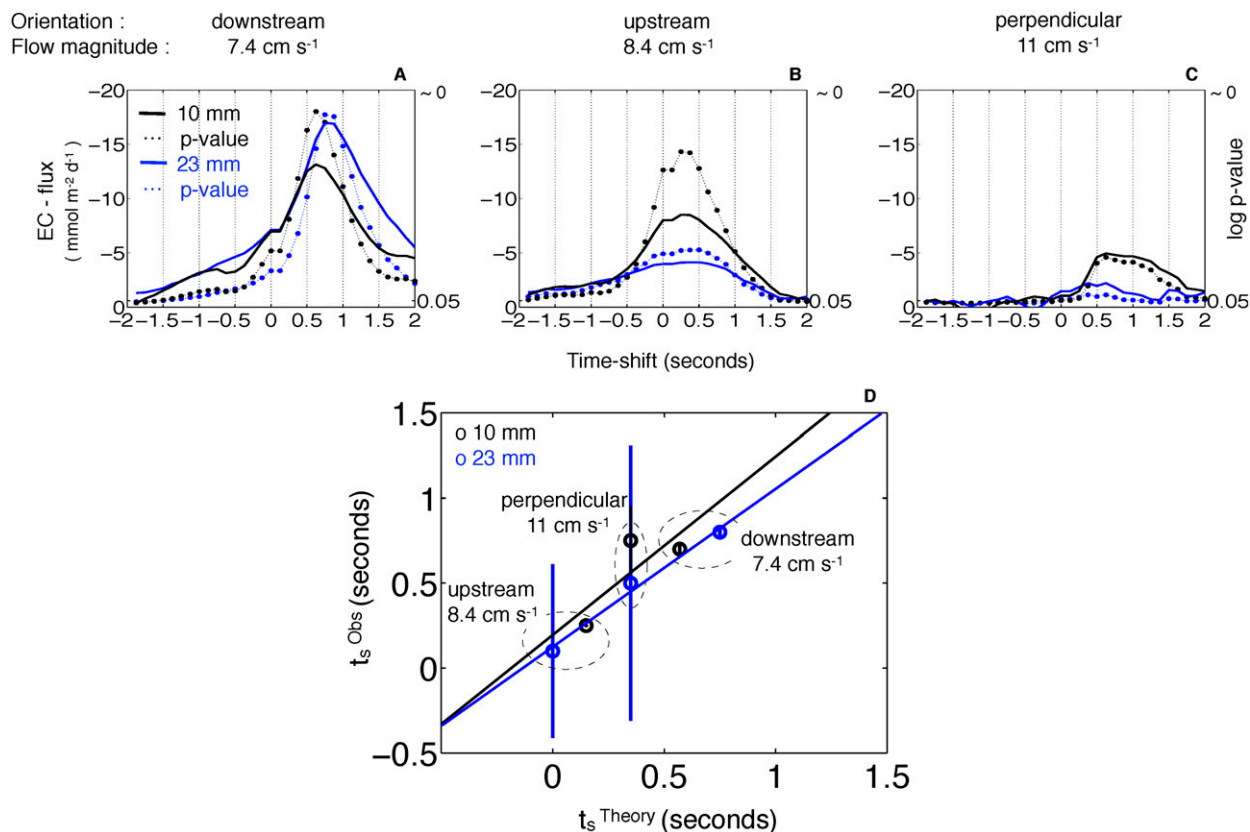 Orientation : downstream upstream perpendicular
Flow magnitude : 7.4 cm s⁻¹ 8.4 cm s⁻¹ 11 cm s⁻¹
A B C
−20 ~ 0 −20 ~ 0 −20 ~ 0
10 mm
p-value
23 mm
p-value
−15 −15 −15
−10 −10 −10
−5 −5 −5
0 0.05 0 0.05 0 0.05
EC - flux
( mmol m⁻² d⁻¹ )
log p-value
−2 −1.5 −1 −0.5 0 0.5 1 1.5 2 −2 −1.5 −1 −0.5 0 0.5 1 1.5 2 −2 −1.5 −1 −0.5 0 0.5 1 1.5 2
Time-shift (seconds)
D
1.5
o 10 mm
o 23 mm
1
perpendicular
11 cm s⁻¹
downstream
7.4 cm s⁻¹
0.5
upstream
8.4 cm s⁻¹
0
−0.5
tₛ Obs (seconds)
0 0.5 1 1.5
tₛ Theory (seconds)